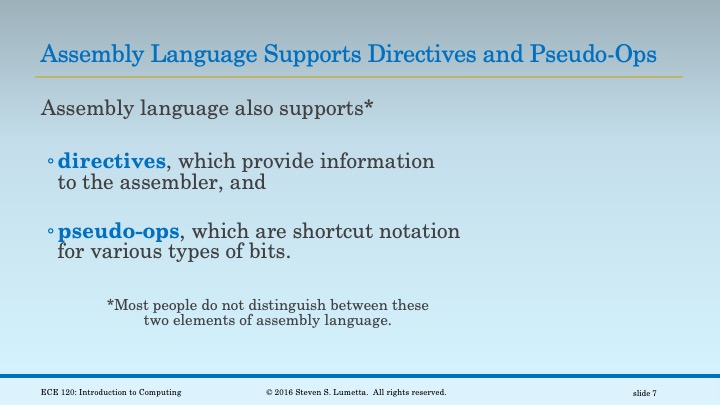 Assembly Language Supports Directives and Pseudo-Ops
Assembly language also supports*
◦directives, which provide information
to the assembler, and
◦pseudo-ops, which are shortcut notation
for various types of bits.
*Most people do not distinguish between these
two elements of assembly language.
ECE 120: Introduction to Computing © 2016 Steven S. Lumetta. All rights reserved. slide 7